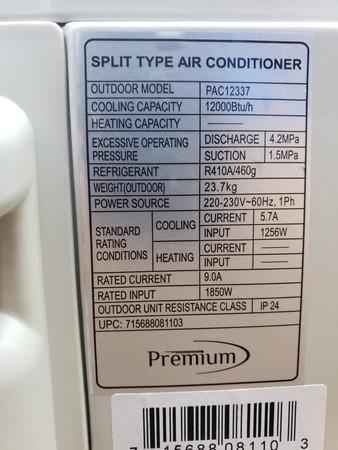 SPLIT TYPE AIR CONDITIONER
OUTDOOR MODEL PAC12337
COOLING CAPACITY 12000Btu/h
HEATING CAPACITY ———
EXCESSIVE OPERATING PRESSURE DISCHARGE 4.2MPa
SUCTION 1.5MPa
REFRIGERANT R410A/460g
WEIGHT(OUTDOOR) 23.7kg
POWER SOURCE 220-230V~60Hz, 1Ph
STANDARD RATING CONDITIONS COOLING CURRENT 5.7A
INPUT 1256W
HEATING CURRENT ———
INPUT ———
RATED CURRENT 9.0A
RATED INPUT 1850W
OUTDOOR UNIT RESISTANCE CLASS IP 24
UPC: 715688081103
Premium
7 15688 08110 3